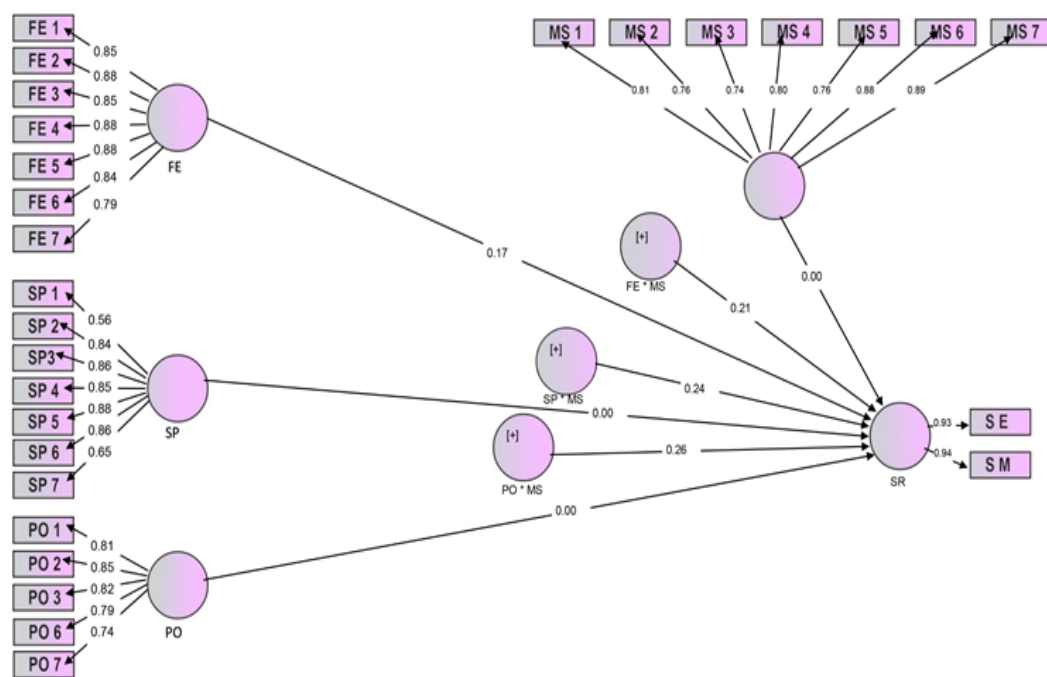 FE 1
FE 2
FE 3
FE 4
FE 5
FE 6
FE 7
0.85
0.88
0.85
0.88
0.88
0.84
0.79
FE
MS 1
MS 2
MS 3
MS 4
MS 5
MS 6
MS 7
0.81
0.76
0.74
0.80
0.76
0.88
0.89
0.17
0.00
[+]
FE * MS
0.21
SP 1
SP 2
SP3
SP 4
SP 5
SP 6
SP 7
0.56
0.84
0.86
0.85
0.88
0.86
0.65
SP
[+]
SP * MS
0.24
0.00
[+]
PO * MS
0.26
SR
0.93
0.94
S E
S M
PO 1
PO 2
PO 3
PO 6
PO 7
0.81
0.85
0.82
0.79
0.74
PO
0.00